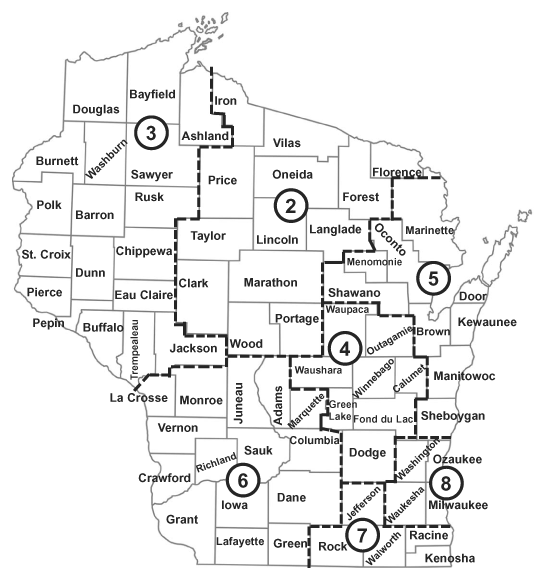 Bayfield
Douglas
Iron
3
Ashland
Washburn
Vilas
Burnett
Sawyer
Price
Oneida
Florence
Rusk
Forest
Polk
Barron
2
Langlade
Oconto
Marinette
Taylor
Lincoln
St. Croix
Chippewa
Menomonie
Dunn
5
Pierce
Eau Claire
Clark
Marathon
Shawano
Door
Pepin
Buffalo
Trempealeau
Portage
Waupaca
Kewaunee
Outagamie
Brown
Jackson
Wood
4
Waushara
Winnebago
Calumet
Manitowoc
La Crosse
Monroe
Juneau
Adams
Marquette
Green
Lake
Fond du Lac
Sheboygan
Vernon
Columbia
Sauk
Dodge
Washington
Ozaukee
Richland
Crawford
6
8
Iowa
Dane
Jefferson
Waukesha
Milwaukee
Grant
7
Lafayette
Green
Rock
Walworth
Racine
Kenosha